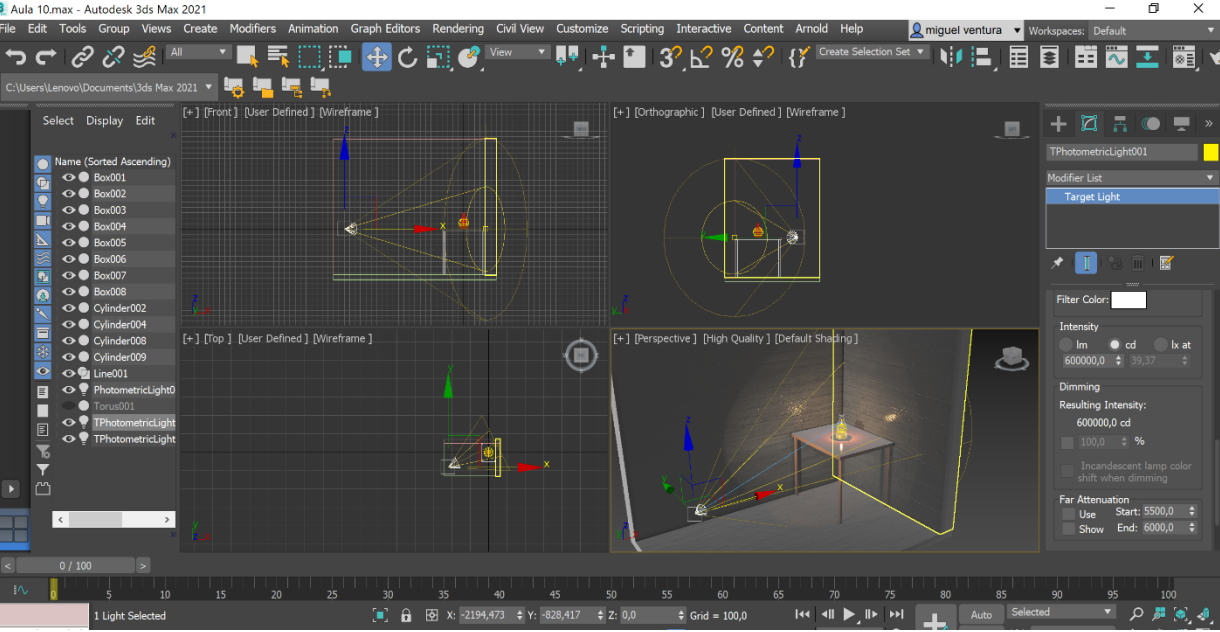 Aula 10.max - Autodesk 3ds Max 2021
File Edit Tools Group Views Create Modifiers Animation Graph Editors Rendering Civil View Customize Scripting Interactive Content Arnold Help miguel ventura Workspaces: Default
All View Create Selection Set
C:\Users\Lenovo\Documents\3ds Max 2021
Select Display Edit
Name (Sorted Ascending)
Box001
Box002
Box003
Box004
Box005
Box006
Box007
Box008
Cylinder002
Cylinder004
Cylinder008
Cylinder009
Line001
PhotometricLight0
Torus001
TPhotometricLight
TPhotometricLight
[+] [Front] [User Defined] [Wireframe]
[+] [Orthographic] [User Defined] [Wireframe]
[+] [Top] [User Defined] [Wireframe]
[+] [Perspective] [High Quality] [Default Shading]
TPhotometricLight001
Modifier List
Target Light
Filter Color:
Intensity
lm cd lx at
600000,0 39,37
Dimming
Resulting Intensity:
600000,0 cd
100,0 %
Incandescent lamp color
shift when dimming
Far Attenuation
Use Start: 5500,0
Show End: 6000,0
0 / 100
0 5 10 15 20 25 30 35 40 45 50 55 60 65 70 75 80 85 90 95 100
1 Light Selected X: -2194,473 Y: -828,417 Z: 0,0 Grid = 100,0 Auto Selected